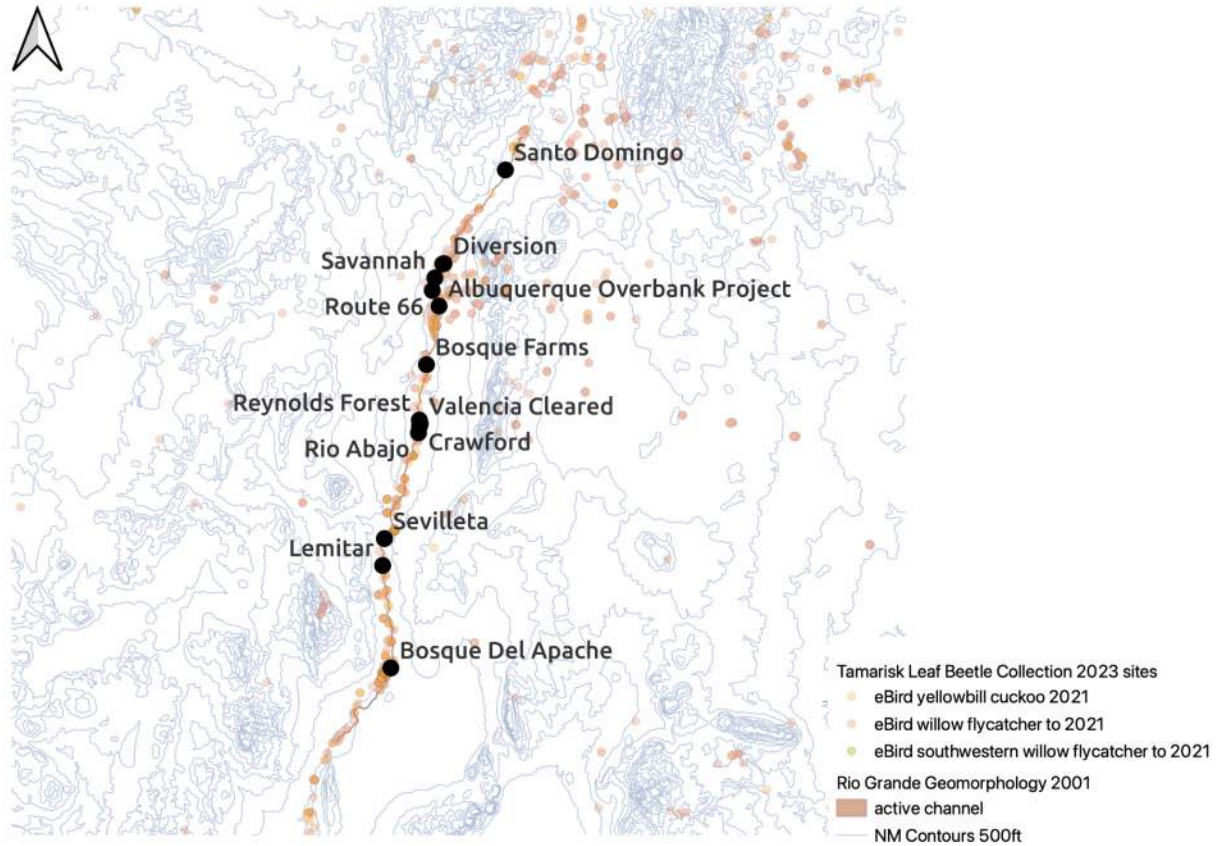 Santo Domingo
Diversion
Savannah
Albuquerque Overbank Project
Route 66
Bosque Farms
Reynolds Forest
Valencia Cleared
Crawford
Rio Abajo
Sevilleta
Lemitar
Bosque Del Apache
Tamarisk Leaf Beetle Collection 2023 sites
eBird yellowbill cuckoo 2021
eBird willow flycatcher to 2021
eBird southwestern willow flycatcher to 2021
Rio Grande Geomorphology 2001
active channel
NM Contours 500ft